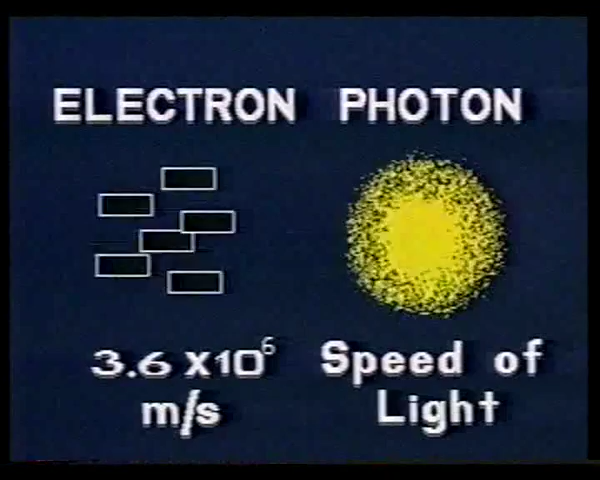 ELECTRON PHOTON
3.6 X10⁶ Speed of
m/s Light